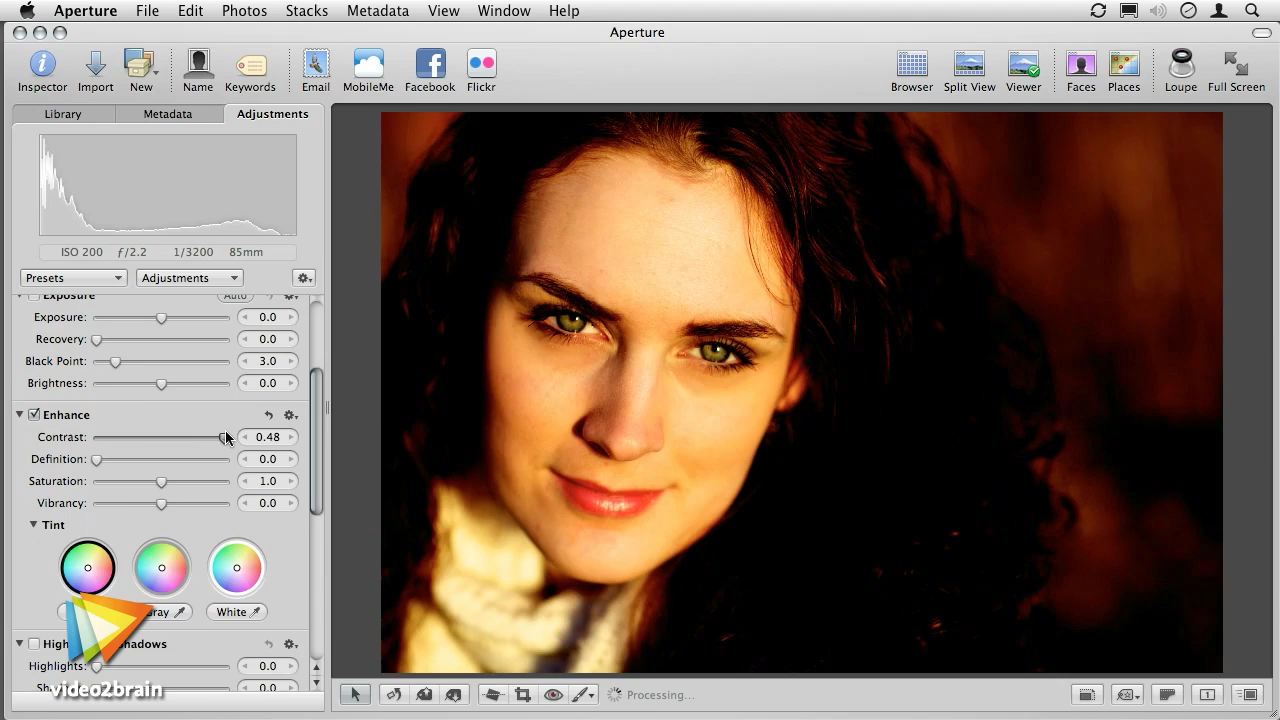 Aperture File Edit Photos Stacks Metadata View Window Help
Aperture
Inspector Import New Name Keywords Email MobileMe Facebook Flickr Browser Split View Viewer Faces Places Loupe Full Screen
Library Metadata Adjustments
ISO 200 ƒ/2.2 1/3200 85mm
Presets Adjustments
Exposure Auto
Exposure: 0.0
Recovery: 0.0
Black Point: 3.0
Brightness: 0.0
Enhance
Contrast: 0.48
Definition: 0.0
Saturation: 1.0
Vibrancy: 0.0
Tint
White
Highlights: 0.0
0.0
video2brain
Processing...
1